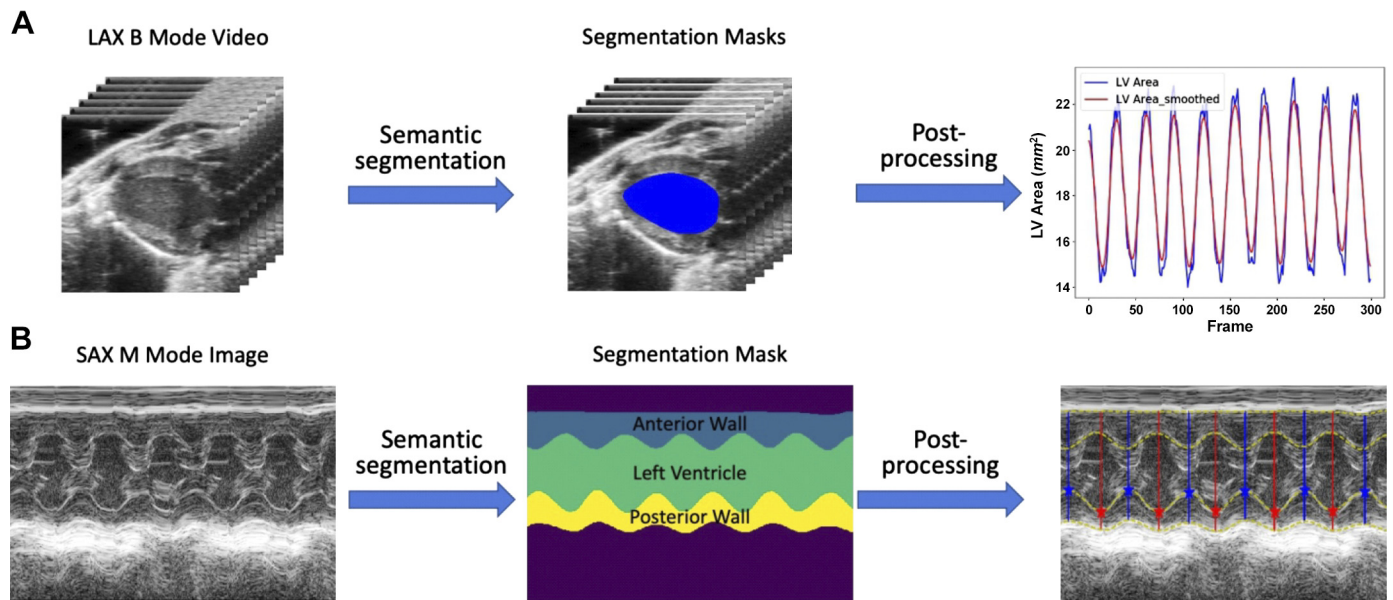 A
LAX B Mode Video
Segmentation Masks
Semantic
segmentation
Post-
processing
LV Area
LV Area_smoothed
LV Area (mm²)
22
20
18
16
14
0 50 100 150 200 250 300
Frame
B
SAX M Mode Image
Segmentation Mask
Semantic
segmentation
Anterior Wall
Left Ventricle
Posterior Wall
Post-
processing